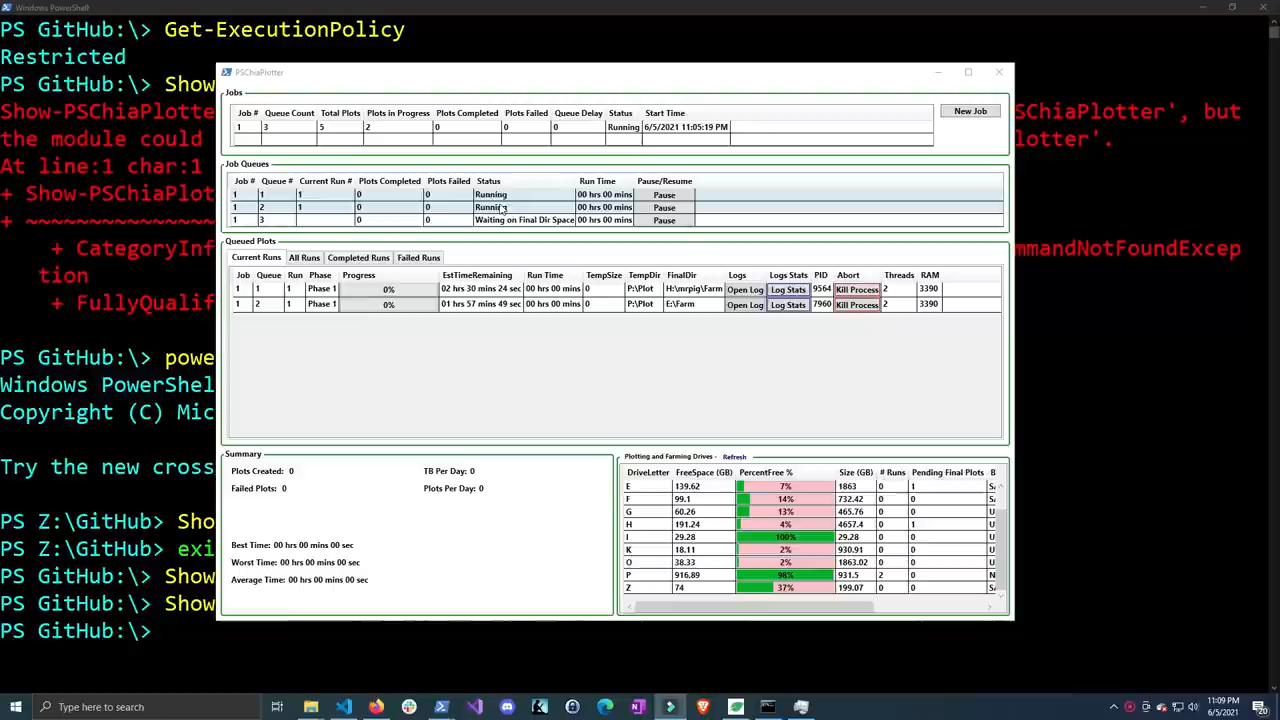 Windows PowerShell
PS GitHub:\> Get-ExecutionPolicy
Restricted
PS GitHub:\> Show
Show-PSChiaPlotte
SChiaPlotter', but
the module could
lotter'.
At line:1 char:1
+ Show-PSChiaPlot
+ ~~~~~~~~~~~~~~~
+ CategoryInf
mmandNotFoundExcep
tion
+ FullyQualif
PS GitHub:\> powe
Windows PowerShel
Copyright (C) Mic
Try the new cross
PS Z:\GitHub> Sho
PS Z:\GitHub> exi
PS GitHub:\> Show
PS GitHub:\> Show
PS GitHub:\>
PSChiaPlotter
Jobs
Job # Queue Count Total Plots Plots in Progress Plots Completed Plots Failed Queue Delay Status Start Time
1 3 5 2 0 0 0 Running 6/5/2021 11:05:19 PM
New Job
Job Queues
Job # Queue # Current Run # Plots Completed Plots Failed Status Run Time Pause/Resume
1 1 1 0 0 Running 00 hrs 00 mins Pause
1 2 1 0 0 Running 00 hrs 00 mins Pause
1 3 0 0 Waiting on Final Dir Space 00 hrs 00 mins Pause
Queued Plots
Current Runs All Runs Completed Runs Failed Runs
Job Queue Run Phase Progress EstTimeRemaining Run Time TempSize TempDir FinalDir Logs Logs Stats PID Abort Threads RAM
1 1 1 Phase 1 0% 02 hrs 30 mins 24 sec 00 hrs 00 mins 0 P:\Plot H:\mrpig\Farm Open Log Log Stats 9564 Kill Process 2 3390
1 2 1 Phase 1 0% 01 hrs 57 mins 49 sec 00 hrs 00 mins 0 P:\Plot E:\Farm Open Log Log Stats 7960 Kill Process 2 3390
Summary
Plots Created: 0 TB Per Day: 0
Failed Plots: 0 Plots Per Day: 0
Best Time: 00 hrs 00 mins 00 sec
Worst Time: 00 hrs 00 mins 00 sec
Average Time: 00 hrs 00 mins 00 sec
Plotting and Farming Drives - Refresh
DriveLetter FreeSpace (GB) PercentFree % Size (GB) # Runs Pending Final Plots B
E 139.62 7% 1863 0 1
F 99.1 14% 732.42 0 0
G 60.26 13% 465.76 0 0 U
H 191.24 4% 4657.4 0 1 U
I 29.28 100% 29.28 0 0 U
K 18.11 2% 930.91 0 0 U
O 38.33 2% 1863.02 0 0 U
P 916.89 98% 931.5 2 0 N
Z 74 37% 199.07 0 0
Type here to search
11:09 PM
6/5/2021
20